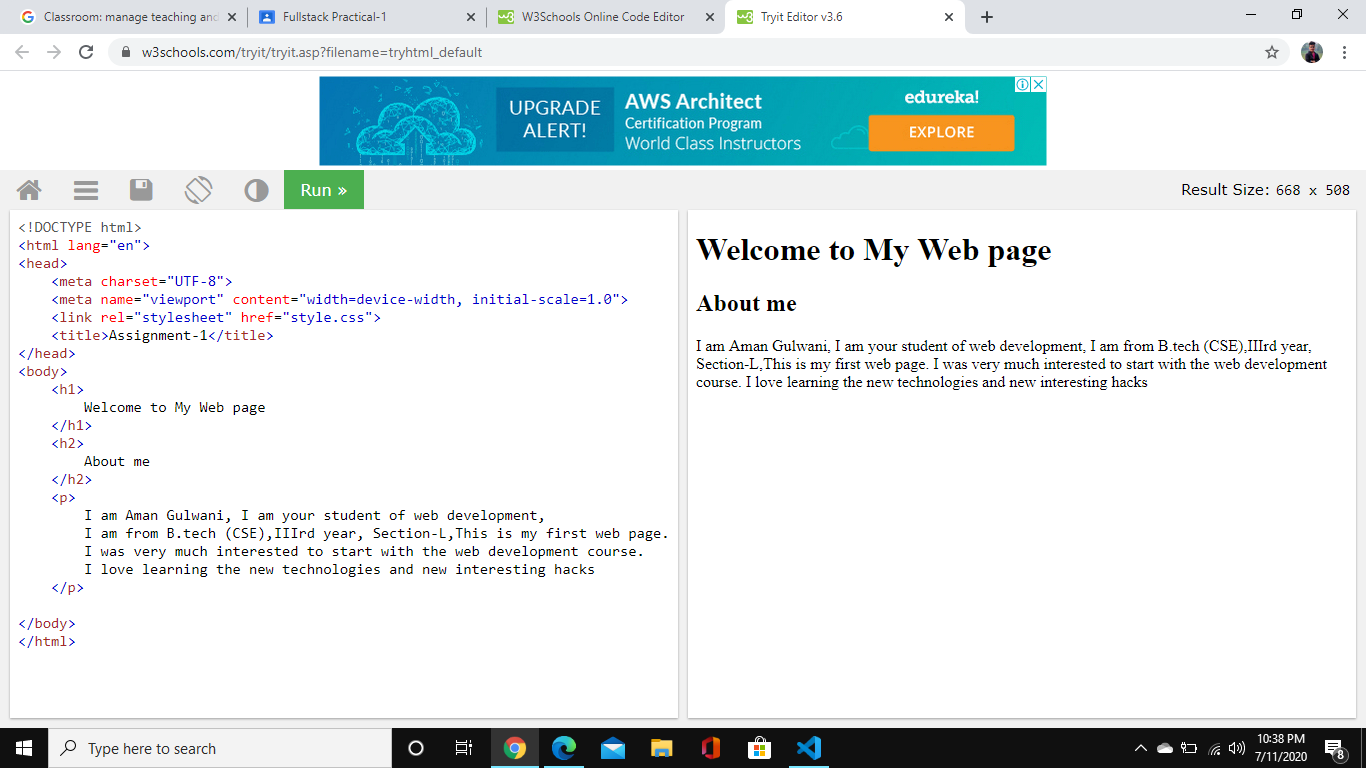 Classroom: manage teaching and
Fullstack Practical-1
W3Schools Online Code Editor
Tryit Editor v3.6
w3schools.com/tryit/tryit.asp?filename=tryhtml_default
UPGRADE
ALERT!
AWS Architect
Certification Program
World Class Instructors
edureka!
EXPLORE
Run »
Result Size: 668 x 508
<!DOCTYPE html>
<html lang="en">
<head>
    <meta charset="UTF-8">
    <meta name="viewport" content="width=device-width, initial-scale=1.0">
    <link rel="stylesheet" href="style.css">
    <title>Assignment-1</title>
</head>
<body>
    <h1>
        Welcome to My Web page
    </h1>
    <h2>
        About me
    </h2>
    <p>
        I am Aman Gulwani, I am your student of web development,
        I am from B.tech (CSE),IIIrd year, Section-L,This is my first web page.
        I was very much interested to start with the web development course.
        I love learning the new technologies and new interesting hacks
    </p>
</body>
</html>
Welcome to My Web page
About me
I am Aman Gulwani, I am your student of web development, I am from B.tech (CSE),IIIrd year,
Section-L,This is my first web page. I was very much interested to start with the web development
course. I love learning the new technologies and new interesting hacks
Type here to search
10:38 PM
7/11/2020
8